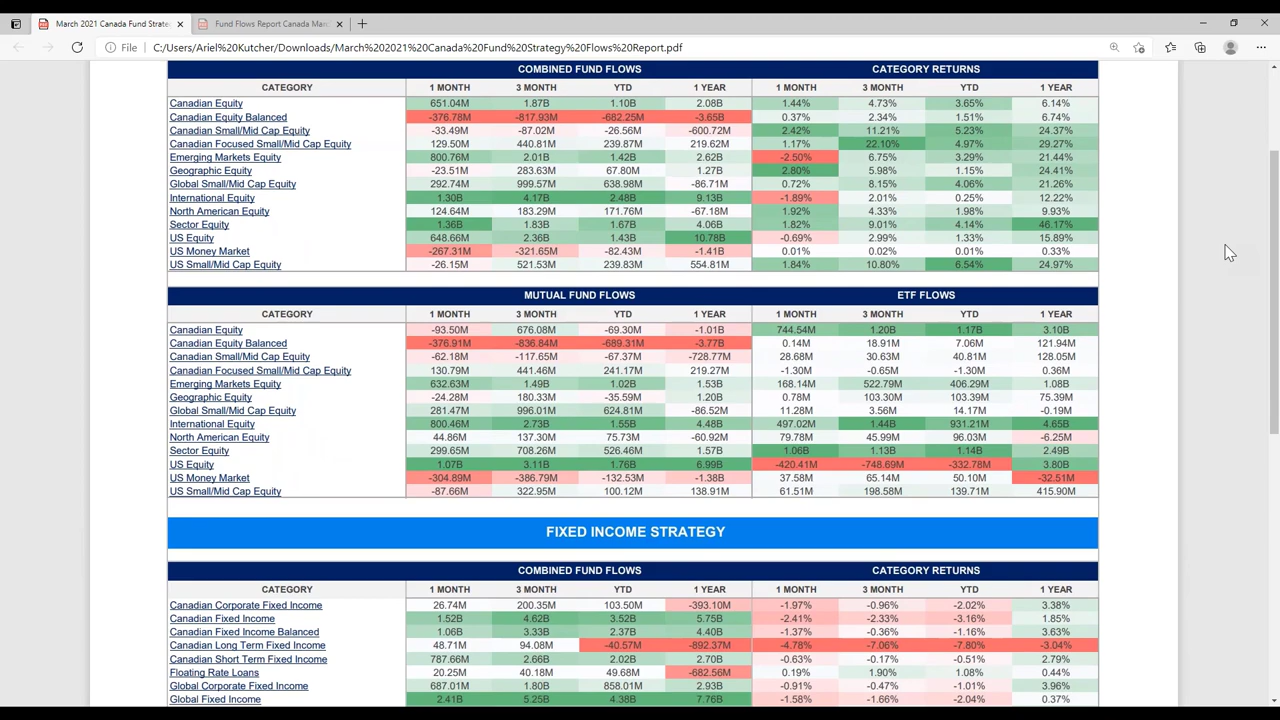 March 2021 Canada Fund Strate
Fund Flows Report Canada Mar
File C:/Users/Ariel%20Kutcher/Downloads/March%202021%20Canada%20Fund%20Strategy%20Flows%20Report.pdf
COMBINED FUND FLOWS CATEGORY RETURNS
CATEGORY 1 MONTH 3 MONTH YTD 1 YEAR 1 MONTH 3 MONTH YTD 1 YEAR
Canadian Equity 651.04M 1.87B 1.10B 2.08B 1.44% 4.73% 3.65% 6.14%
Canadian Equity Balanced -376.78M -817.93M -682.25M -3.65B 0.37% 2.34% 1.51% 6.74%
Canadian Small/Mid Cap Equity -33.49M -87.02M -26.56M -600.72M 2.42% 11.21% 5.23% 24.37%
Canadian Focused Small/Mid Cap Equity 129.50M 440.81M 239.87M 219.62M 1.17% 22.10% 4.97% 29.27%
Emerging Markets Equity 800.76M 2.01B 1.42B 2.62B -2.50% 6.75% 3.29% 21.44%
Geographic Equity -23.51M 283.63M 67.80M 1.27B 2.80% 5.98% 1.15% 24.41%
Global Small/Mid Cap Equity 292.74M 999.57M 638.98M -86.71M 0.72% 8.15% 4.06% 21.26%
International Equity 1.30B 4.17B 2.48B 9.13B -1.89% 2.01% 0.25% 12.22%
North American Equity 124.64M 183.29M 171.76M -67.18M 1.92% 4.33% 1.98% 9.93%
Sector Equity 1.36B 1.83B 1.67B 4.06B 1.82% 9.01% 4.14% 46.17%
US Equity 648.66M 2.36B 1.43B 10.78B -0.69% 2.99% 1.33% 15.89%
US Money Market -267.31M -321.65M -82.43M -1.41B 0.01% 0.02% 0.01% 0.33%
US Small/Mid Cap Equity -26.15M 521.53M 239.83M 554.81M 1.84% 10.80% 6.54% 24.97%
MUTUAL FUND FLOWS ETF FLOWS
CATEGORY 1 MONTH 3 MONTH YTD 1 YEAR 1 MONTH 3 MONTH YTD 1 YEAR
Canadian Equity -93.50M 676.08M -69.30M -1.01B 744.54M 1.20B 1.17B 3.10B
Canadian Equity Balanced -376.91M -836.84M -689.31M -3.77B 0.14M 18.91M 7.06M 121.94M
Canadian Small/Mid Cap Equity -62.18M -117.65M -67.37M -728.77M 28.68M 30.63M 40.81M 128.05M
Canadian Focused Small/Mid Cap Equity 130.79M 441.46M 241.17M 219.27M -1.30M -0.65M -1.30M 0.36M
Emerging Markets Equity 632.63M 1.49B 1.02B 1.53B 168.14M 522.79M 406.29M 1.08B
Geographic Equity -24.28M 180.33M -35.59M 1.20B 0.78M 103.30M 103.39M 75.39M
Global Small/Mid Cap Equity 281.47M 996.01M 624.81M -86.52M 11.28M 3.56M 14.17M -0.19M
International Equity 800.46M 2.73B 1.55B 4.48B 497.02M 1.44B 931.21M 4.65B
North American Equity 44.86M 137.30M 75.73M -60.92M 79.78M 45.99M 96.03M -6.25M
Sector Equity 299.65M 708.26M 526.46M 1.57B 1.06B 1.13B 1.14B 2.49B
US Equity 1.07B 3.11B 1.76B 6.99B -420.41M -748.69M -332.78M 3.80B
US Money Market -304.89M -386.79M -132.53M -1.38B 37.58M 65.14M 50.10M -32.51M
US Small/Mid Cap Equity -87.66M 322.95M 100.12M 138.91M 61.51M 198.58M 139.71M 415.90M
FIXED INCOME STRATEGY
COMBINED FUND FLOWS CATEGORY RETURNS
CATEGORY 1 MONTH 3 MONTH YTD 1 YEAR 1 MONTH 3 MONTH YTD 1 YEAR
Canadian Corporate Fixed Income 26.74M 200.35M 103.50M -393.10M -1.97% -0.96% -2.02% 3.38%
Canadian Fixed Income 1.52B 4.62B 3.52B 5.75B -2.41% -2.33% -3.16% 1.85%
Canadian Fixed Income Balanced 1.06B 3.33B 2.37B 4.40B -1.37% -0.36% -1.16% 3.63%
Canadian Long Term Fixed Income 48.71M 94.08M -40.57M -892.37M -4.78% -7.06% -7.80% -3.04%
Canadian Short Term Fixed Income 787.66M 2.66B 2.02B 2.70B -0.63% -0.17% -0.51% 2.79%
Floating Rate Loans 20.25M 40.18M 49.68M -682.56M 0.19% 1.90% 1.08% 0.44%
Global Corporate Fixed Income 687.01M 1.80B 858.01M 2.93B -0.91% -0.47% -1.01% 3.96%
Global Fixed Income 2.41B 5.25B 4.38B 7.76B -1.58% -1.66% -2.04% 0.37%